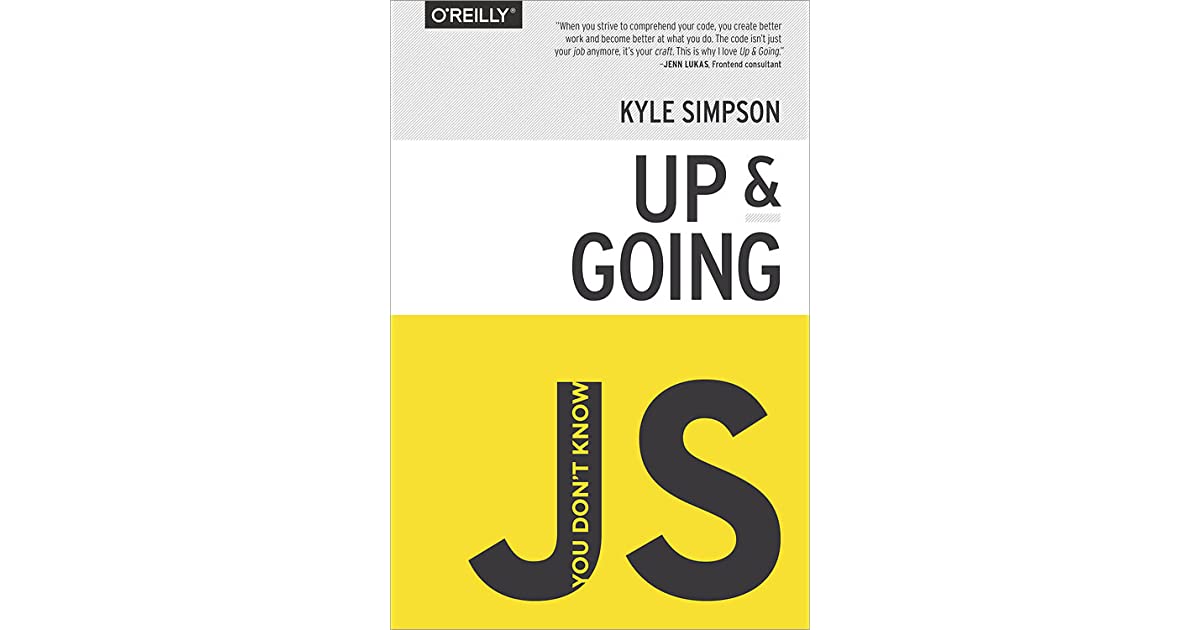 O'REILLY®
"When you strive to comprehend your code, you create better
work and become better at what you do. The code isn't just
your job anymore, it's your craft. This is why I love Up & Going."
–JENN LUKAS, Frontend consultant
KYLE SIMPSON
UP &
GOING
YOU DON'T KNOW
JS